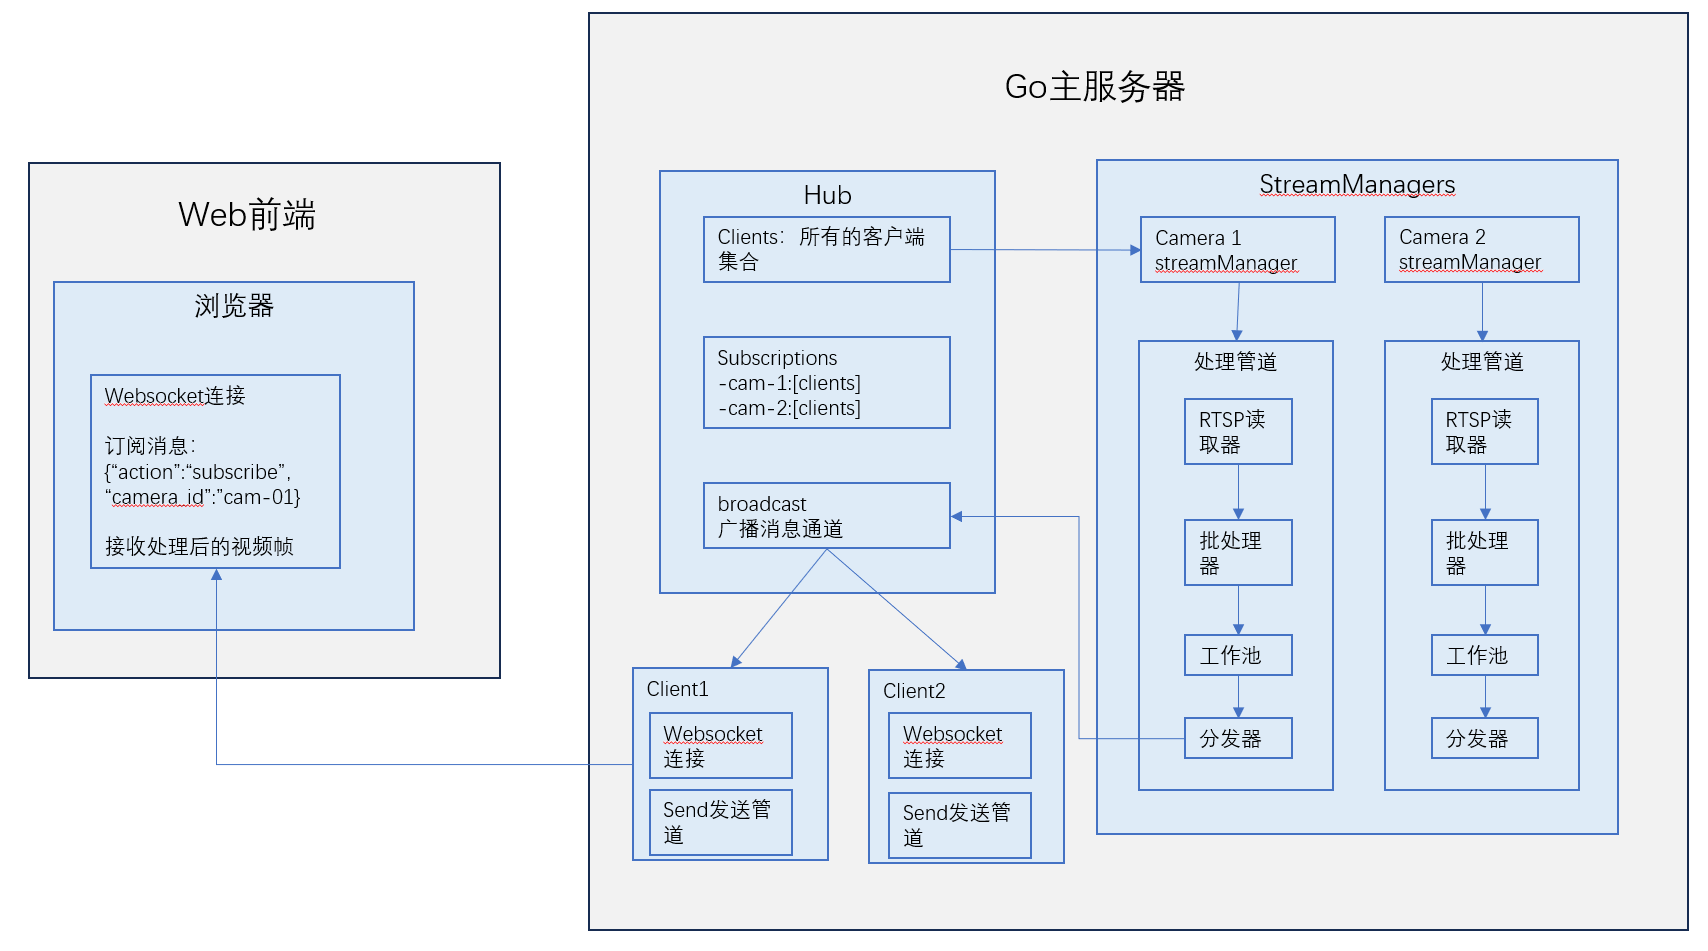 Web前端
浏览器
Websocket连接
订阅消息：
{“action”:“subscribe”,
“camera_id”:”cam-01}
接收处理后的视频帧
Go主服务器
Hub
Clients：所有的客户端
集合
Subscriptions
-cam-1:[clients]
-cam-2:[clients]
broadcast
广播消息通道
Client1
Websocket
连接
Send发送管
道
Client2
Websocket
连接
Send发送管
道
StreamManagers
Camera 1
streamManager
处理管道
RTSP读
取器
批处理
器
工作池
分发器
Camera 2
streamManager
处理管道
RTSP读
取器
批处理
器
工作池
分发器